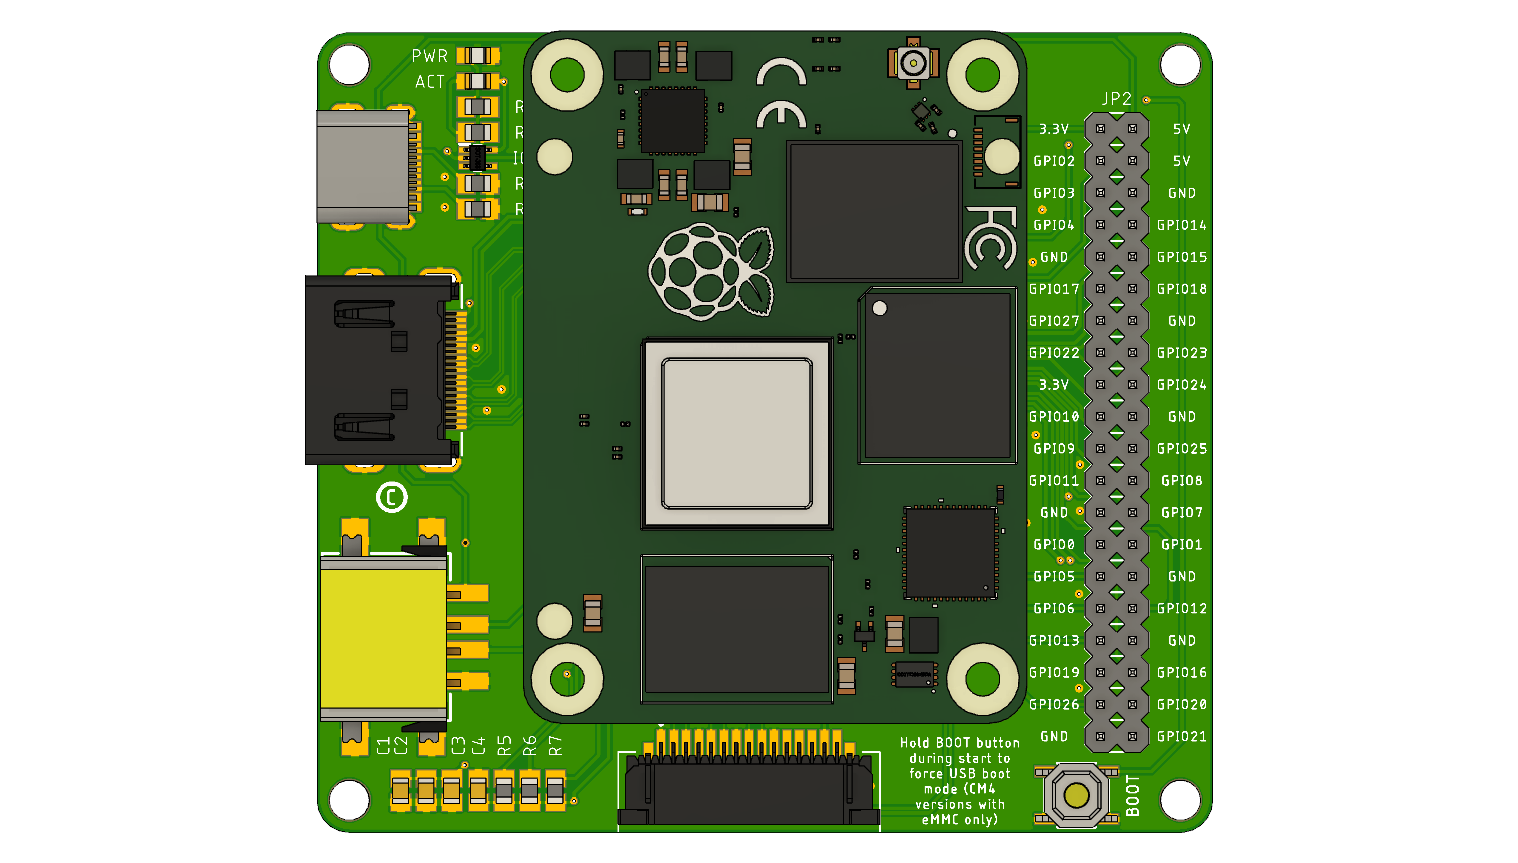 PWR
ACT
R
R
R
R
JP2
3.3V 5V
GPIO2 5V
GPIO3 GND
GPIO4 GPIO14
GND GPIO15
GPIO17 GPIO18
GPIO27 GND
GPIO22 GPIO23
3.3V GPIO24
GPIO10 GND
GPIO9 GPIO25
GPIO11 GPIO8
GND GPIO7
GPIO0 GPIO1
GPIO5 GND
GPIO6 GPIO12
GPIO13 GND
GPIO19 GPIO16
GPIO26 GPIO20
GND GPIO21
CE
FC
©
C1
C2
C3
C4
R5
R6
R7
Hold BOOT button
during start to
force USB boot
mode (CM4
versions with
eMMC only)
BOOT